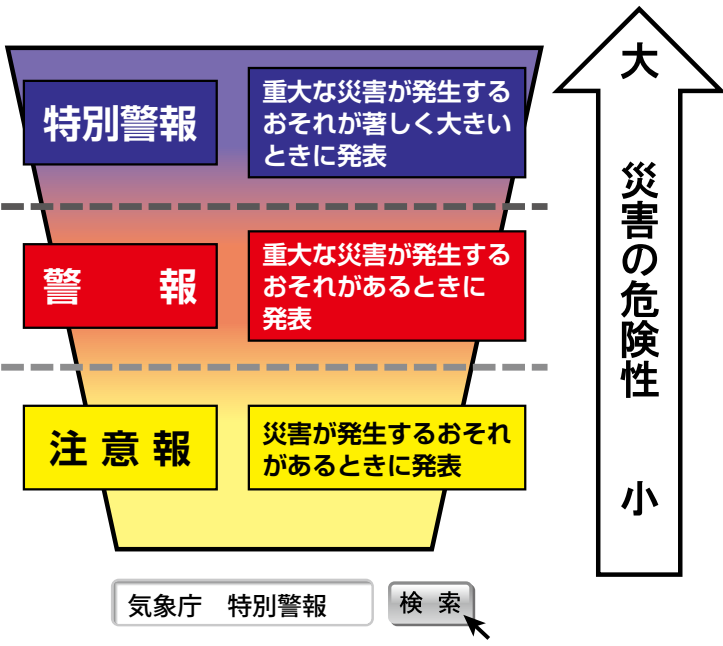 特別警報
重大な災害が発生する
おそれが著しく大きい
ときに発表
警報
重大な災害が発生する
おそれがあるときに
発表
注意報
災害が発生するおそれ
があるときに発表
大
災害の危険性
小
気象庁 特別警報
検索